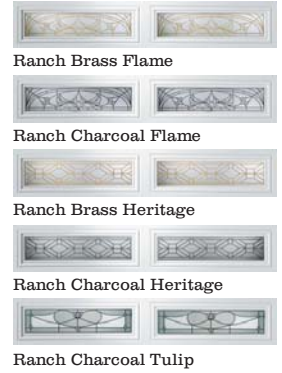 Ranch Brass Flame
Ranch Charcoal Flame
Ranch Brass Heritage
Ranch Charcoal Heritage
Ranch Charcoal Tulip